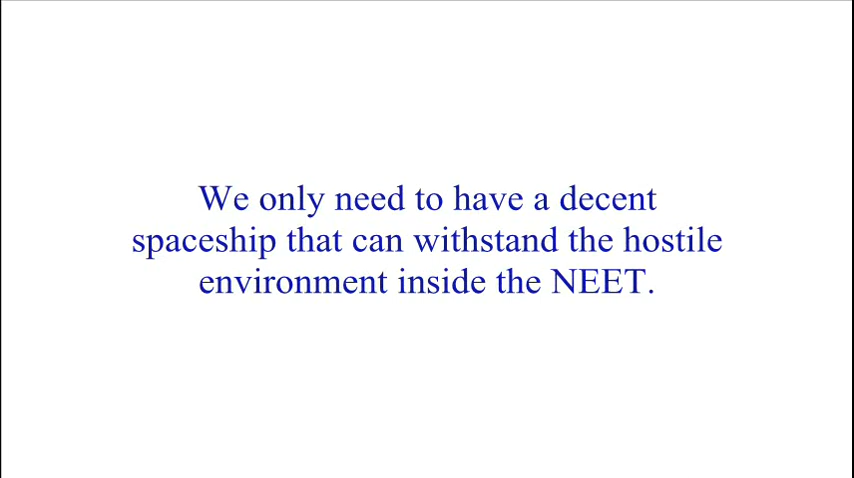 We only need to have a decent
spaceship that can withstand the hostile
environment inside the NEET.